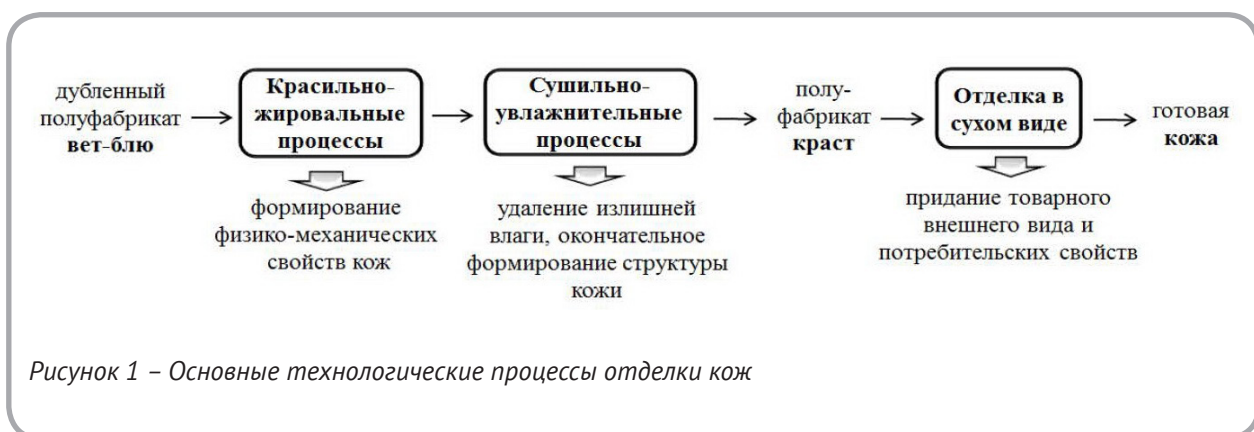 дубленный
полуфабрикат
вет-блю
Красильно-
жировальные
процессы
Сушильно-
увлажнительные
процессы
полу-
фабрикат
краст
Отделка в
сухом виде
готовая
кожа
формирование
физико-механических
свойств кож
удаление излишней
влаги, окончательное
формирование структуры
кожи
придание товарного
внешнего вида и
потребительских свойств
Рисунок 1 – Основные технологические процессы отделки кож